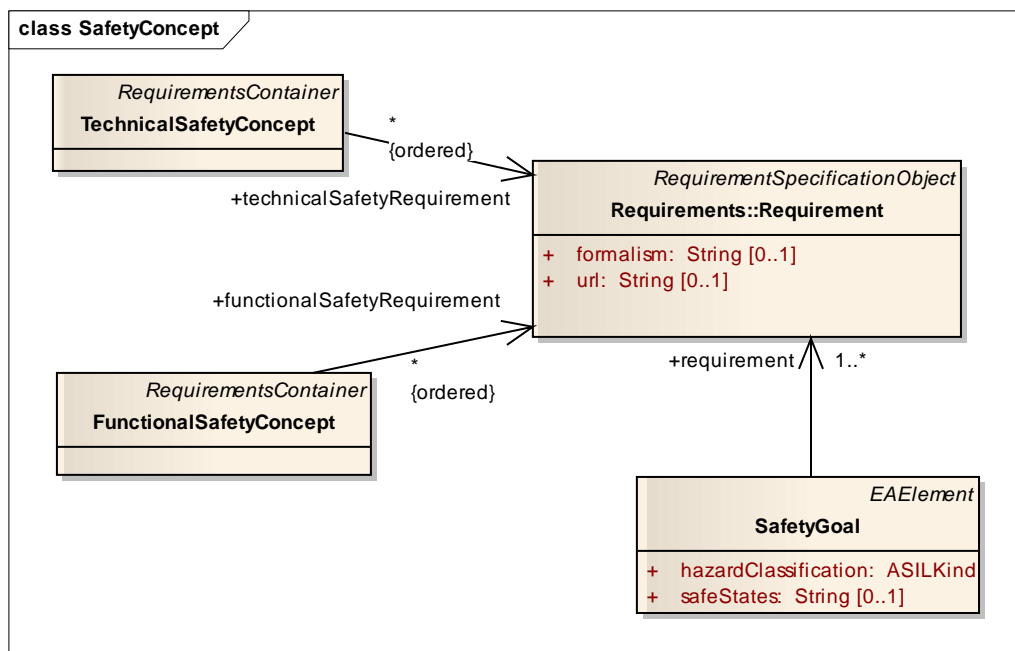 class SafetyConcept
RequirementsContainer
TechnicalSafetyConcept
*
{ordered}
+technicalSafetyRequirement
RequirementSpecificationObject
Requirements::Requirement
+ formalism: String [0..1]
+ url: String [0..1]
+functionalSafetyRequirement
*
{ordered}
RequirementsContainer
FunctionalSafetyConcept
+requirement 1..*
EAElement
SafetyGoal
+ hazardClassification: ASILKind
+ safeStates: String [0..1]